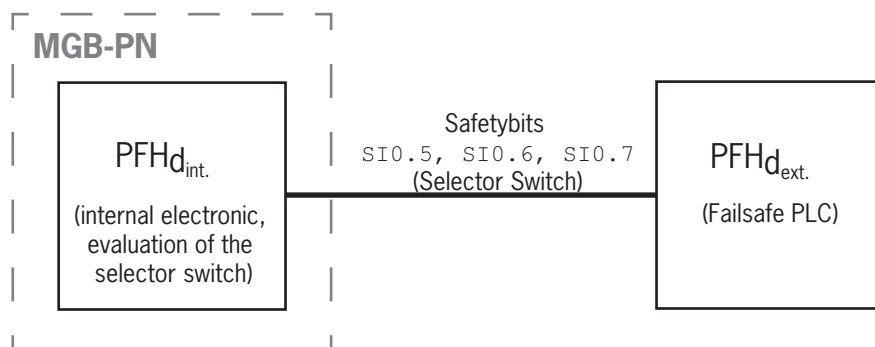 MGB-PN
PFHdint.
(internal electronic,
evaluation of the
selector switch)
Safetybits
SI0.5, SI0.6, SI0.7
(Selector Switch)
PFHdext.
(Failsafe PLC)